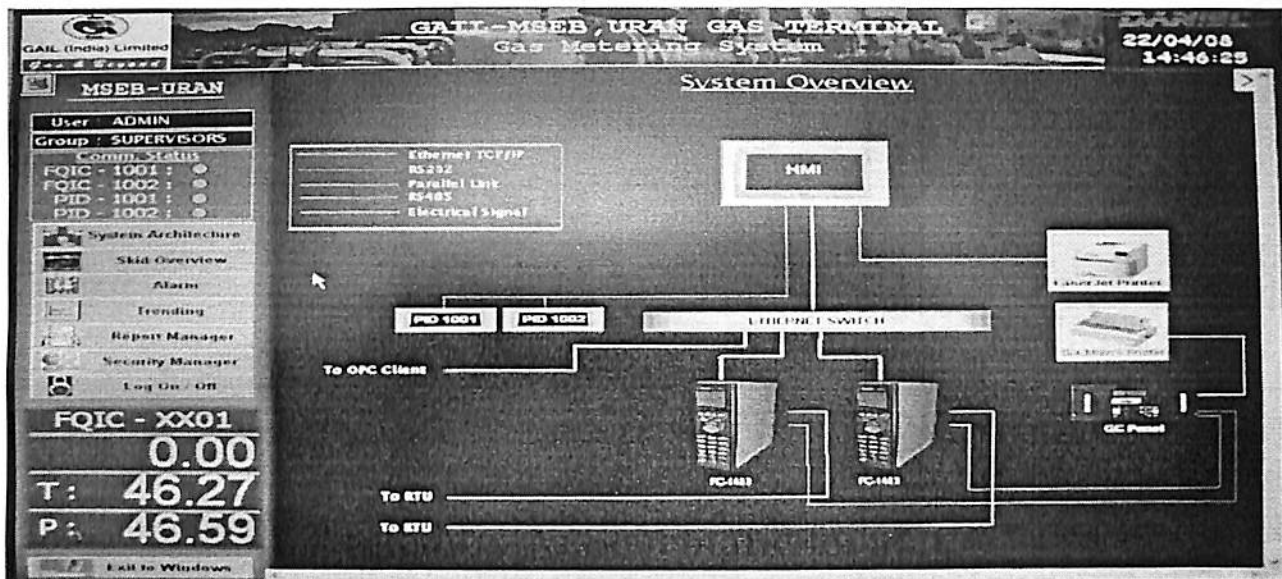 GAIL (India) Limited
Gas & Beyond
GAIL-MSEB,URAN GAS TERMINAL
Gas Metering System
DANIEL
22/04/08
14:46:25
MSEB-URAN
User : ADMIN
Group : SUPERVISORS
Comm. Status
FQIC - 1001 :
FQIC - 1002 :
PID - 1001 :
PID - 1002 :
System Architecture
Skid Overview
Alarm
Trending
Report Manager
Security Manager
Log On / Off
FQIC - XX01
0.00
T : 46.27
P : 46.59
Exit to Windows
System Overview
>
Ethernet TCP/IP
RS232
Parallel Link
RS485
Electrical Signal
HMI
LaserJet Printer
PID 1001
PID 1002
ETHERNET SWITCH
Printer
To OPC Client
GC Panel
To RTU
To RTU